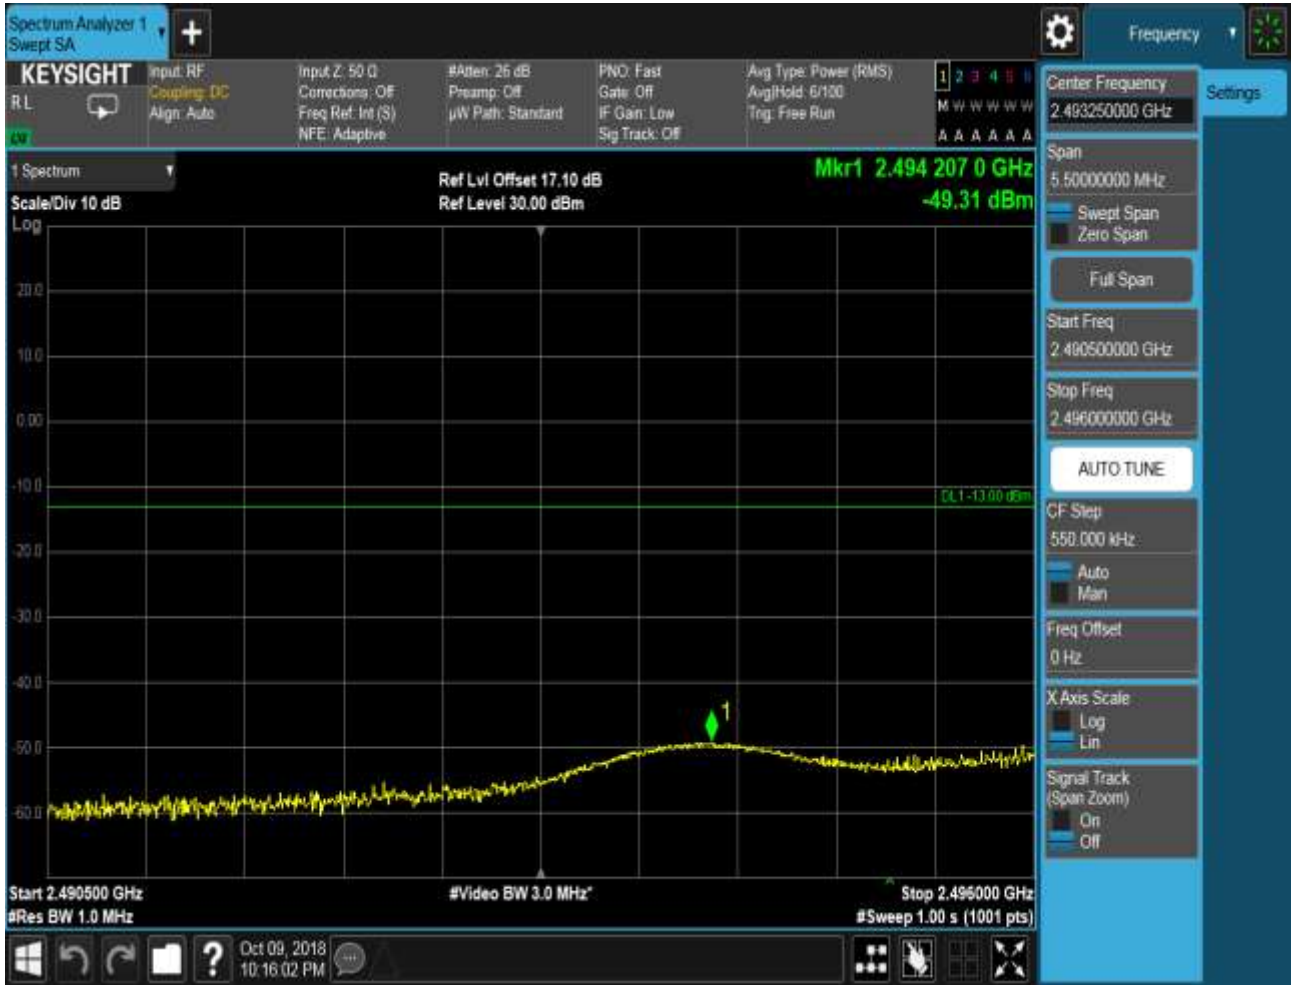 Spectrum Analyzer 1
Swept SA
Frequency
KEYSIGHT
R L
Input: RF
Coupling: DC
Align: Auto
Input Z: 50 Ω
Corrections: Off
Freq Ref: Int (S)
NFE: Adaptive
#Atten: 26 dB
Preamp: Off
µW Path: Standard
PNO: Fast
Gate: Off
IF Gain: Low
Sig Track: Off
Avg Type: Power (RMS)
Avg|Hold: 6/100
Trig: Free Run
1 2 3 4 5 6
M W W W W W
A A A A A A
1 Spectrum
Scale/Div 10 dB
Log
Ref Lvl Offset 17.10 dB
Ref Level 30.00 dBm
Mkr1 2.494 207 0 GHz
-49.31 dBm
20.0
10.0
0.00
-10.0
-20.0
-30.0
-40.0
-50.0
-60.0
DL1 -13.00 dBm
1
Start 2.490500 GHz
#Res BW 1.0 MHz
#Video BW 3.0 MHz*
Stop 2.496000 GHz
#Sweep 1.00 s (1001 pts)
Oct 09, 2018
10:16:02 PM
Center Frequency
2.493250000 GHz
Settings
Span
5.50000000 MHz
Swept Span
Zero Span
Full Span
Start Freq
2.490500000 GHz
Stop Freq
2.496000000 GHz
AUTO TUNE
CF Step
550.000 kHz
Auto
Man
Freq Offset
0 Hz
X Axis Scale
Log
Lin
Signal Track
(Span Zoom)
On
Off